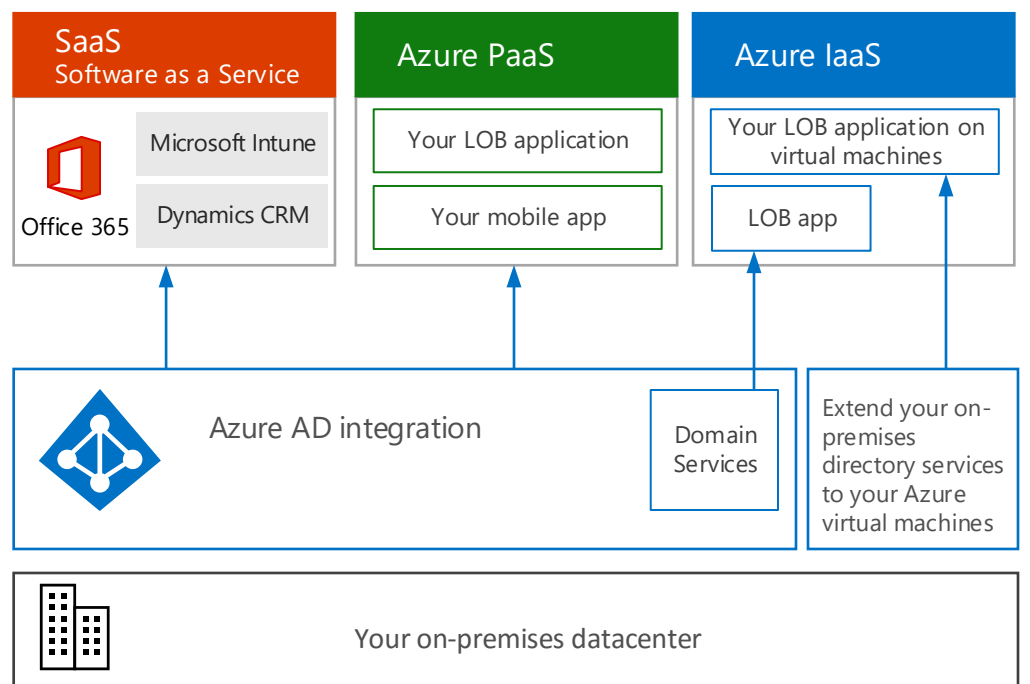 SaaS
Software as a Service
Azure PaaS
Azure IaaS
Office 365
Microsoft Intune
Dynamics CRM
Your LOB application
Your mobile app
Your LOB application on
virtual machines
LOB app
Azure AD integration
Domain
Services
Extend your on-
premises
directory services
to your Azure
virtual machines
Your on-premises datacenter